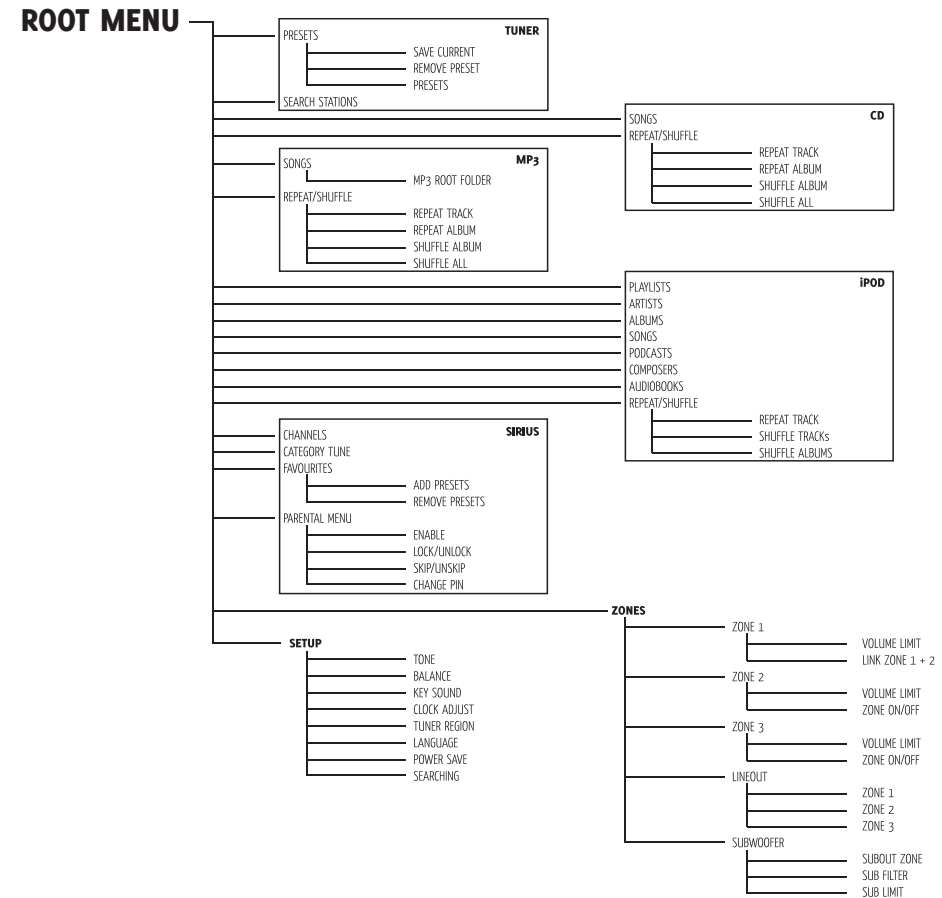 ROOT MENU
TUNER
PRESETS
SAVE CURRENT
REMOVE PRESET
PRESETS
SEARCH STATIONS
CD
SONGS
REPEAT/SHUFFLE
REPEAT TRACK
REPEAT ALBUM
SHUFFLE ALBUM
SHUFFLE ALL
MP3
SONGS
MP3 ROOT FOLDER
REPEAT/SHUFFLE
REPEAT TRACK
REPEAT ALBUM
SHUFFLE ALBUM
SHUFFLE ALL
iPOD
PLAYLISTS
ARTISTS
ALBUMS
SONGS
PODCASTS
COMPOSERS
AUDIOBOOKS
REPEAT/SHUFFLE
REPEAT TRACK
SHUFFLE TRACKs
SHUFFLE ALBUMS
SIRIUS
CHANNELS
CATEGORY TUNE
FAVOURITES
ADD PRESETS
REMOVE PRESETS
PARENTAL MENU
ENABLE
LOCK/UNLOCK
SKIP/UNSKIP
CHANGE PIN
SETUP
TONE
BALANCE
KEY SOUND
CLOCK ADJUST
TUNER REGION
LANGUAGE
POWER SAVE
SEARCHING
ZONES
ZONE 1
VOLUME LIMIT
LINK ZONE 1 + 2
ZONE 2
VOLUME LIMIT
ZONE ON/OFF
ZONE 3
VOLUME LIMIT
ZONE ON/OFF
LINEOUT
ZONE 1
ZONE 2
ZONE 3
SUBWOOFER
SUBOUT ZONE
SUB FILTER
SUB LIMIT